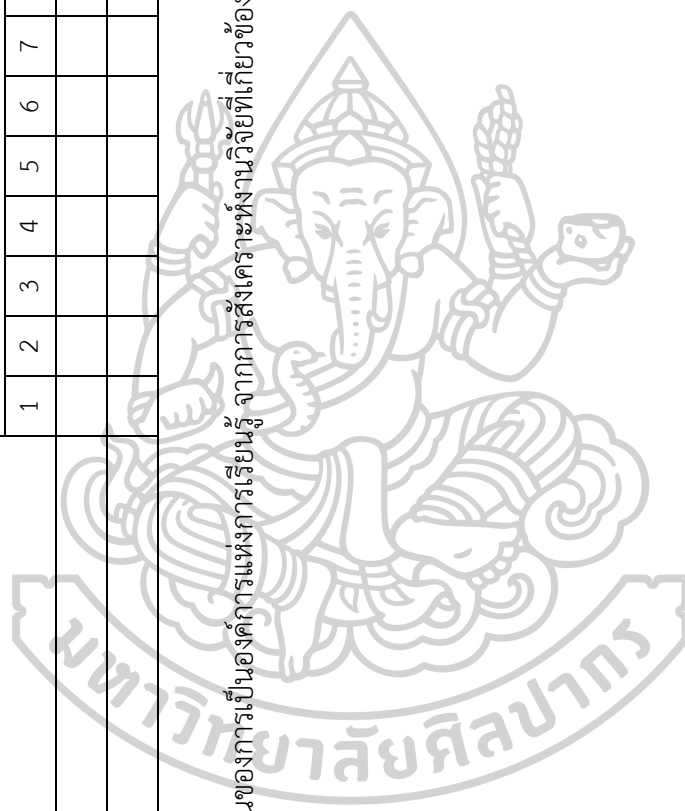 1 2 3 4 5 6 7
ของการเป็นองค์การแห่งการเรียนรู้ จากการสังเคราะห์งานวิจัยที่เกี่ยวข้อง
มหาวิทยาลัยศิลปากร